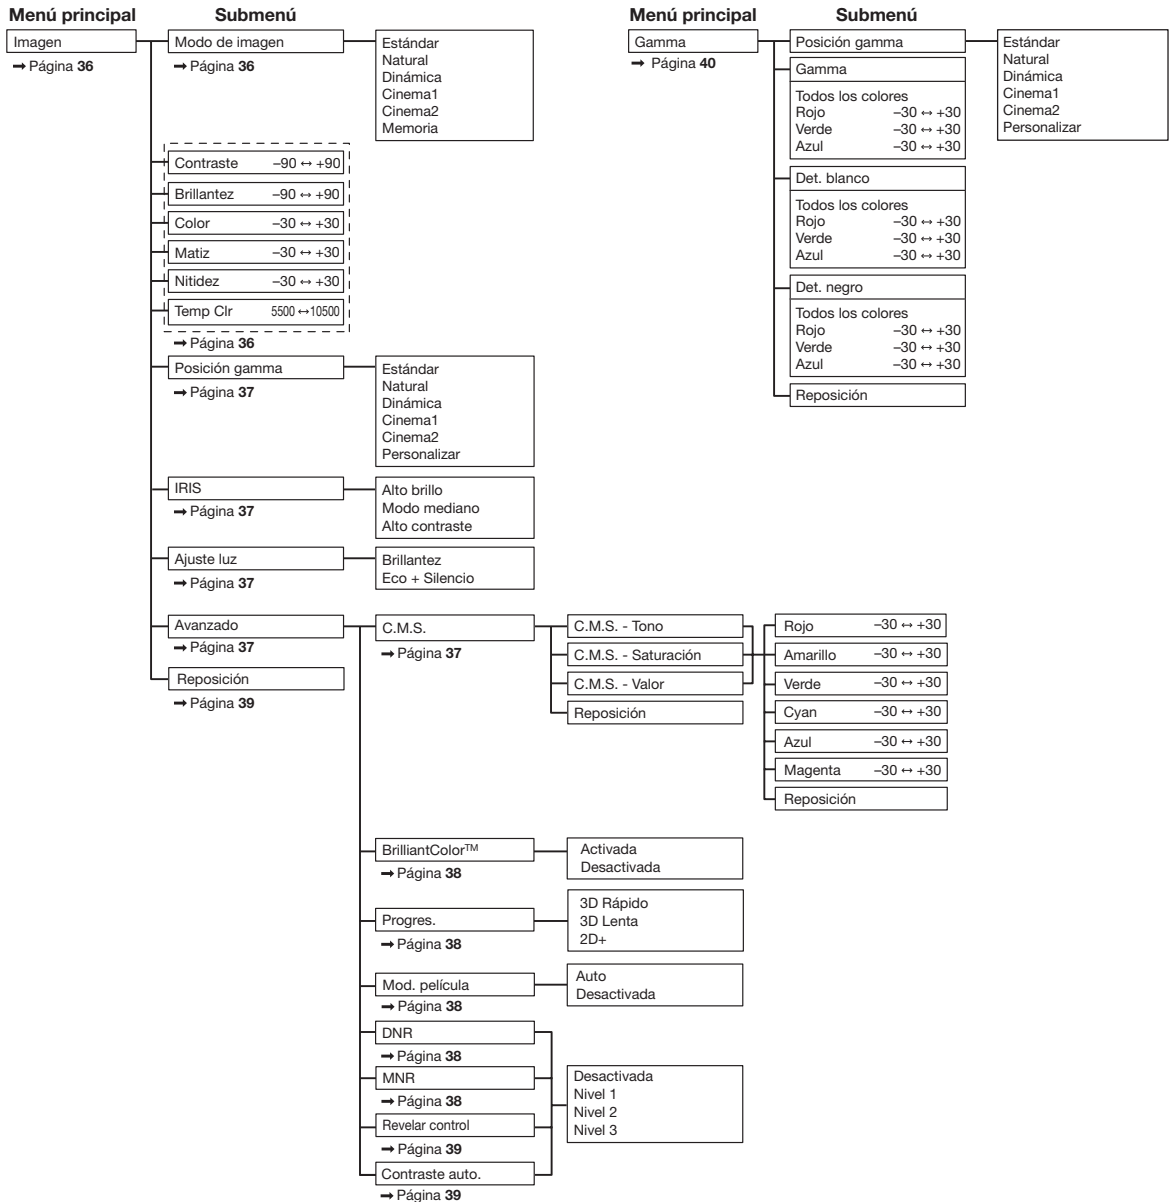 Menú principal
Submenú
Imagen
→ Página 36
Modo de imagen
→ Página 36
Estándar
Natural
Dinámica
Cinema1
Cinema2
Memoria
Contraste –90 ↔ +90
Brillantez –90 ↔ +90
Color –30 ↔ +30
Matiz –30 ↔ +30
Nitidez –30 ↔ +30
Temp Clr 5500 ↔10500
→ Página 36
Posición gamma
→ Página 37
Estándar
Natural
Dinámica
Cinema1
Cinema2
Personalizar
IRIS
→ Página 37
Alto brillo
Modo mediano
Alto contraste
Ajuste luz
→ Página 37
Brillantez
Eco + Silencio
Avanzado
→ Página 37
Reposición
→ Página 39
C.M.S.
→ Página 37
C.M.S. - Tono
C.M.S. - Saturación
C.M.S. - Valor
Reposición
Rojo –30 ↔ +30
Amarillo –30 ↔ +30
Verde –30 ↔ +30
Cyan –30 ↔ +30
Azul –30 ↔ +30
Magenta –30 ↔ +30
Reposición
BrilliantColor™
→ Página 38
Activada
Desactivada
Progres.
→ Página 38
3D Rápido
3D Lenta
2D+
Mod. película
→ Página 38
Auto
Desactivada
DNR
→ Página 38
MNR
→ Página 38
Revelar control
→ Página 39
Contraste auto.
→ Página 39
Desactivada
Nivel 1
Nivel 2
Nivel 3
Menú principal
Submenú
Gamma
→ Página 40
Posición gamma
Estándar
Natural
Dinámica
Cinema1
Cinema2
Personalizar
Gamma
Todos los colores
Rojo –30 ↔ +30
Verde –30 ↔ +30
Azul –30 ↔ +30
Det. blanco
Todos los colores
Rojo –30 ↔ +30
Verde –30 ↔ +30
Azul –30 ↔ +30
Det. negro
Todos los colores
Rojo –30 ↔ +30
Verde –30 ↔ +30
Azul –30 ↔ +30
Reposición